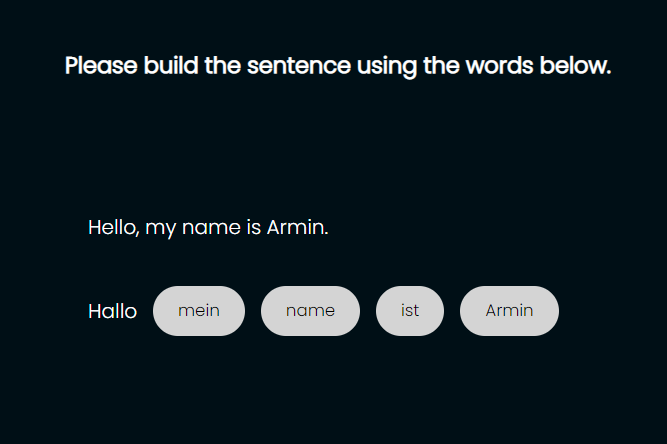 Please build the sentence using the words below.
Hello, my name is Armin.
Hallo mein name ist Armin